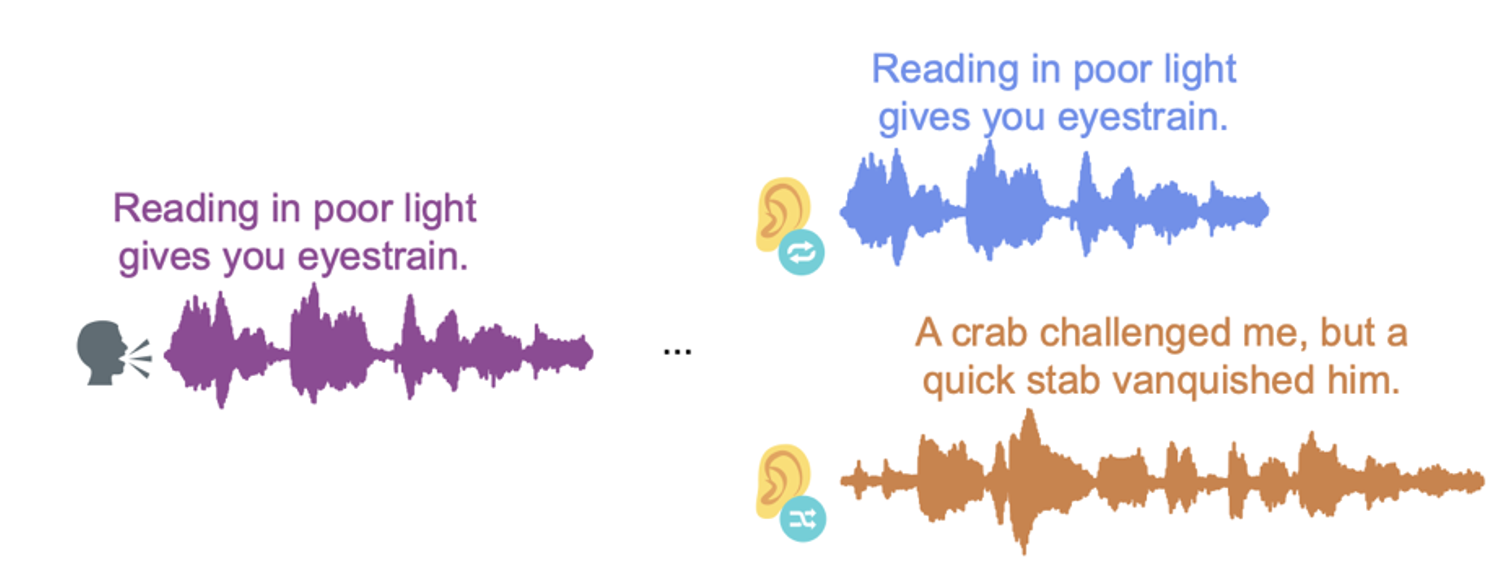 Reading in poor light
gives you eyestrain.
...
Reading in poor light
gives you eyestrain.
A crab challenged me, but a
quick stab vanquished him.